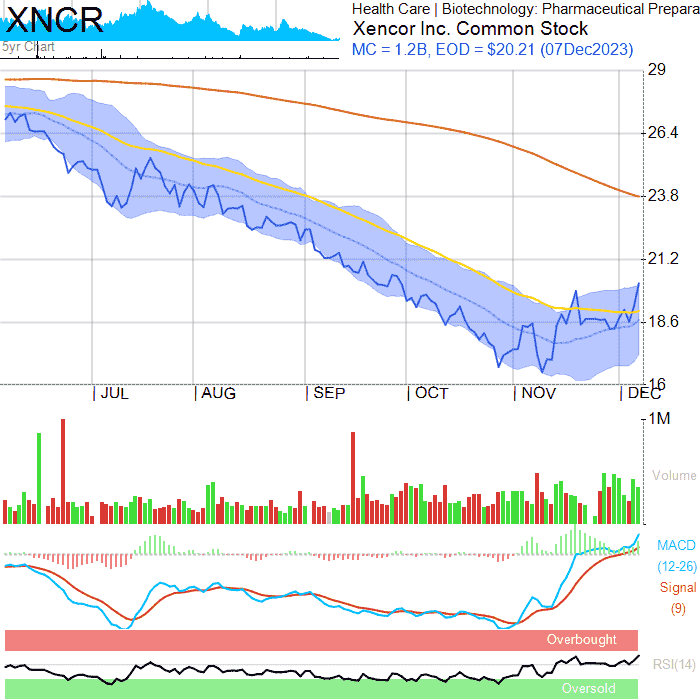 XNCR
Health Care | Biotechnology: Pharmaceutical Prepara
Xencor Inc. Common Stock
MC = 1.2B, EOD = $20.21 (07Dec2023)
5yr Chart
29
26.4
23.8
21.2
18.6
16
JUL AUG SEP OCT NOV DEC
1M
Volume
MACD
(12-26)
Signal
(9)
Overbought
RSI(14)
Oversold